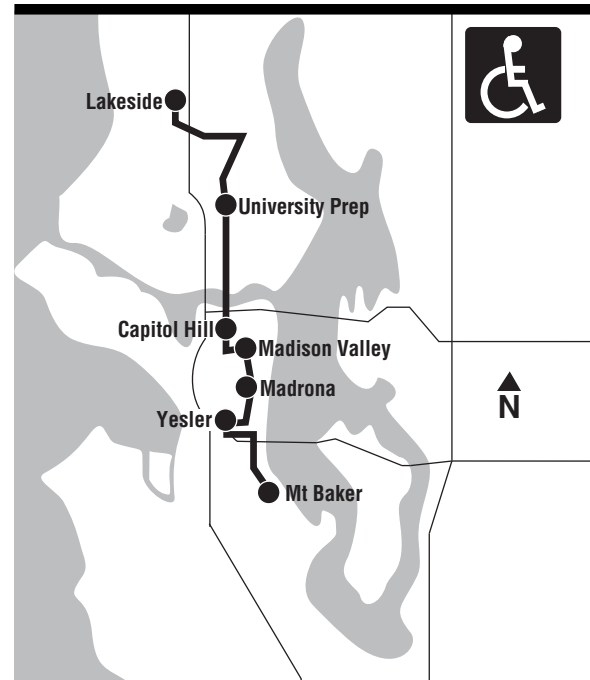 Lakeside
University Prep
Capitol Hill
Madison Valley
Madrona
N
Yesler
Mt Baker